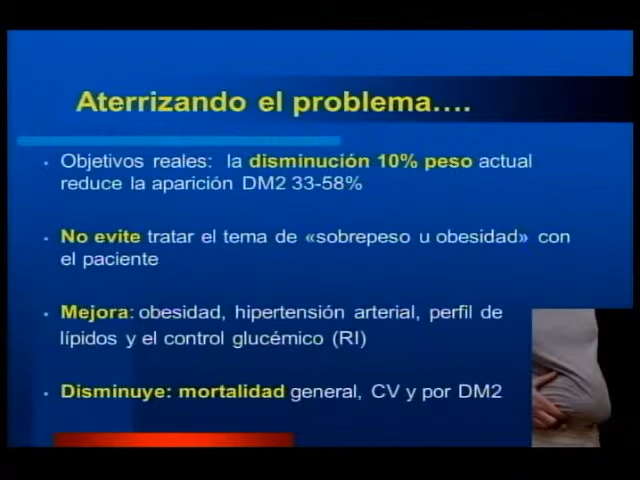 Aterrizando el problema....
• Objetivos reales: la disminución 10% peso actual
reduce la aparición DM2 33-58%
• No evite tratar el tema de «sobrepeso u obesidad» con
el paciente
• Mejora: obesidad, hipertensión arterial, perfil de
lípidos y el control glucémico (RI)
• Disminuye: mortalidad general, CV y por DM2